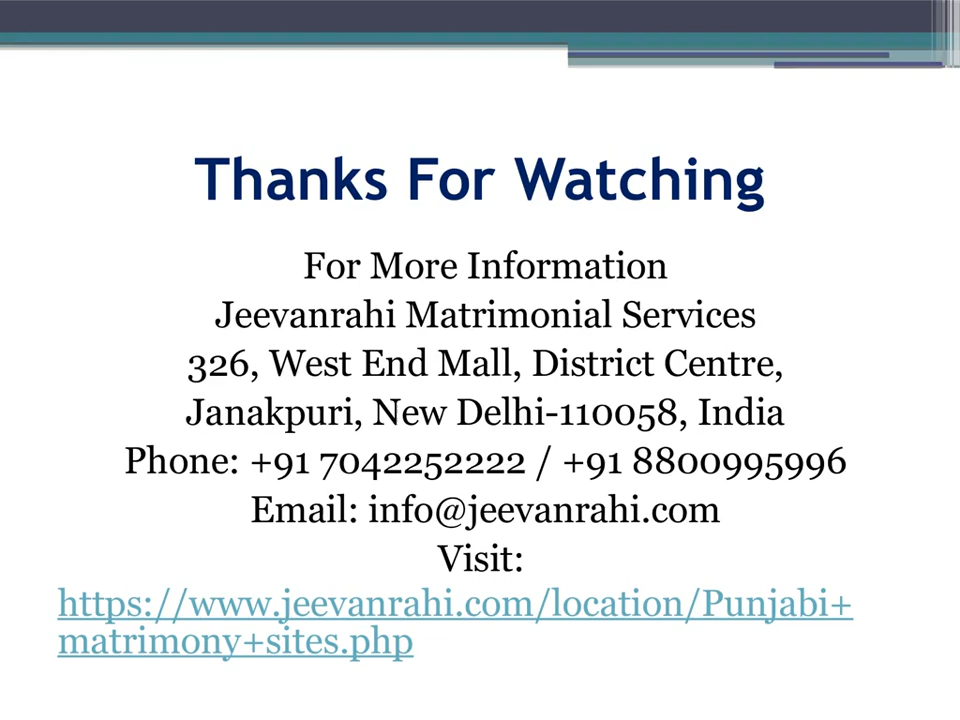 Thanks For Watching
For More Information
Jeevanrahi Matrimonial Services
326, West End Mall, District Centre,
Janakpuri, New Delhi-110058, India
Phone: +91 7042252222 / +91 8800995996
Email: info@jeevanrahi.com
Visit:
https://www.jeevanrahi.com/location/Punjabi+
matrimony+sites.php